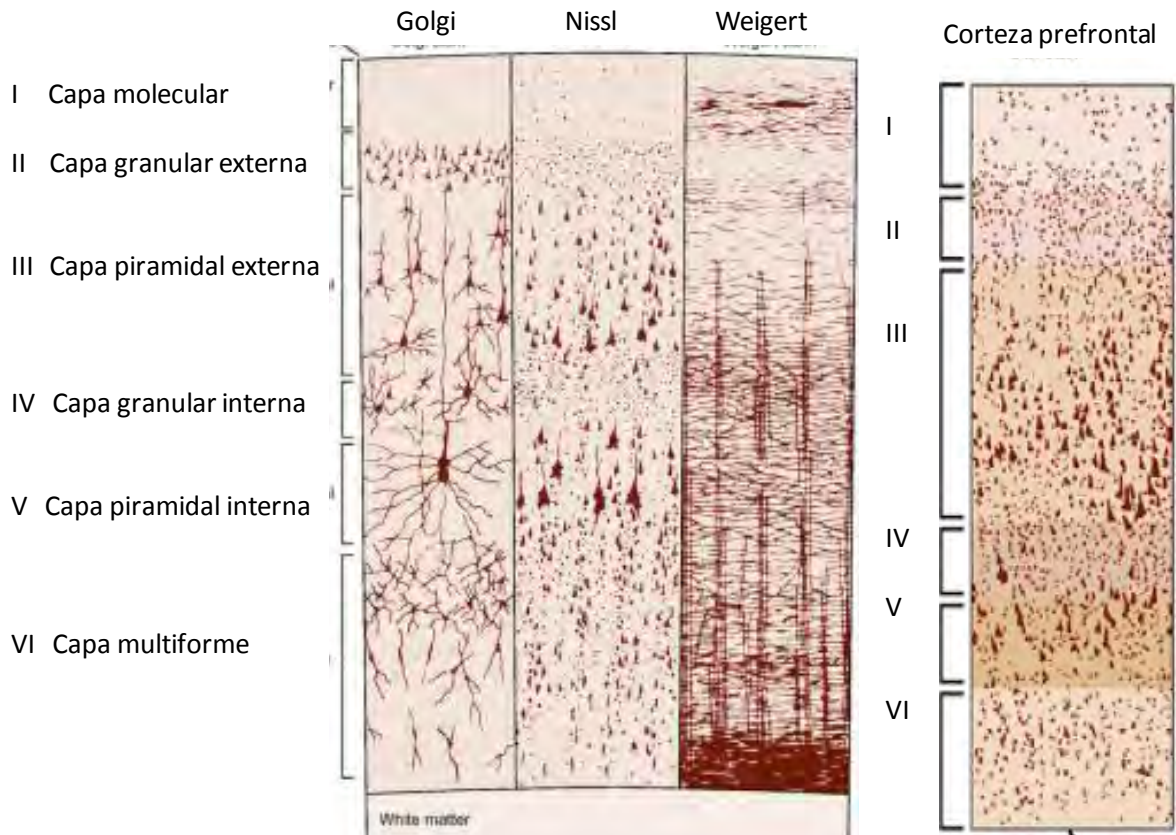 Golgi
Nissl
Weigert
Corteza prefrontal
I Capa molecular
II Capa granular externa
III Capa piramidal externa
IV Capa granular interna
V Capa piramidal interna
VI Capa multiforme
White matter
I
II
III
IV
V
VI